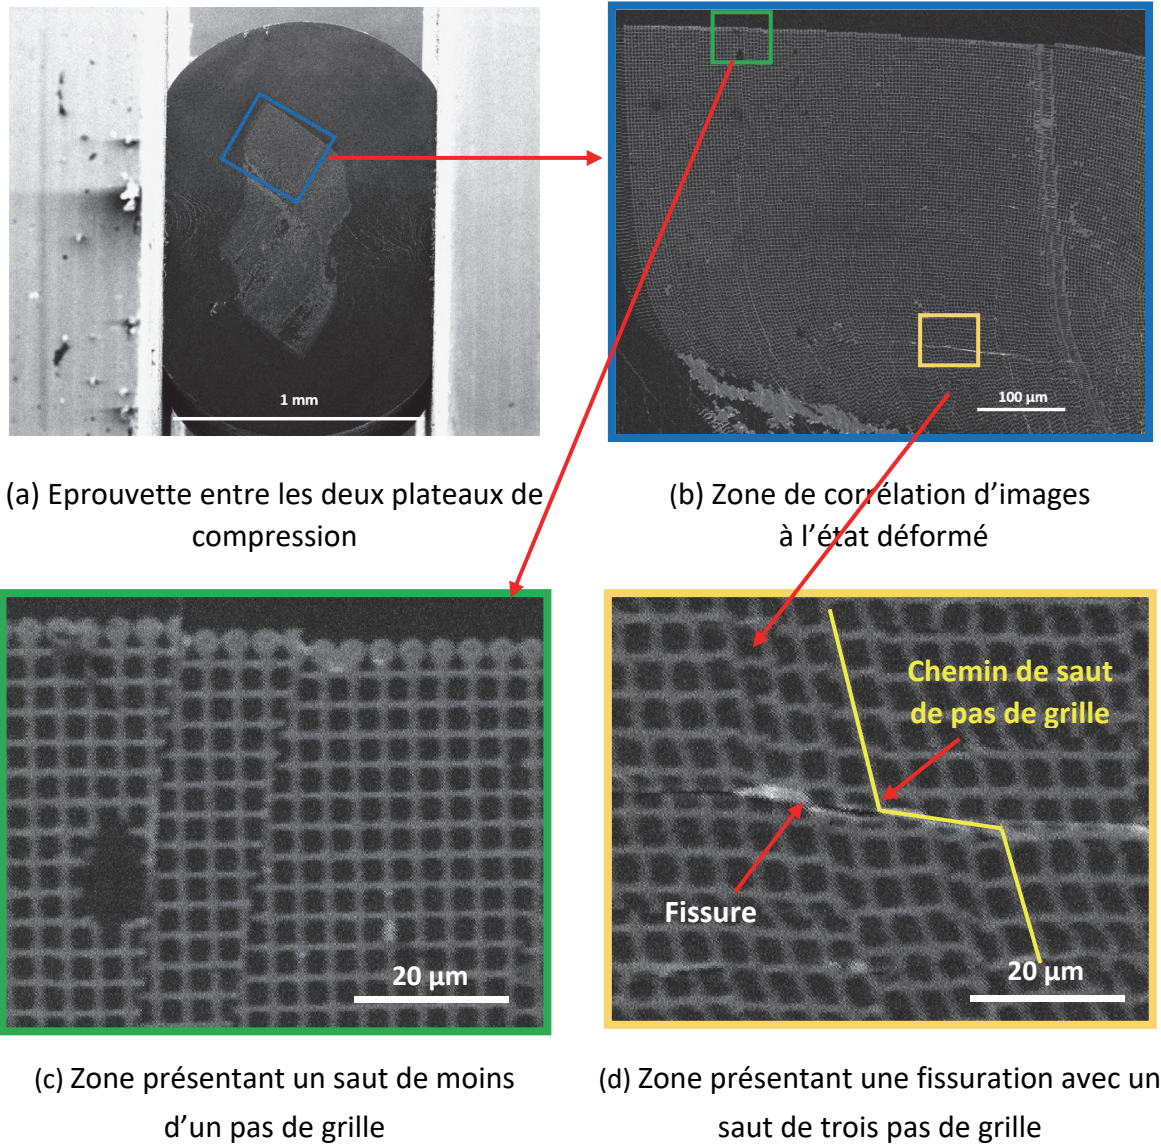 1 mm
100 µm
(a) Eprouvette entre les deux plateaux de
compression
(b) Zone de corrélation d’images
à l’état déformé
20 µm
Chemin de saut
de pas de grille
Fissure
20 µm
(c) Zone présentant un saut de moins
d’un pas de grille
(d) Zone présentant une fissuration avec un
saut de trois pas de grille